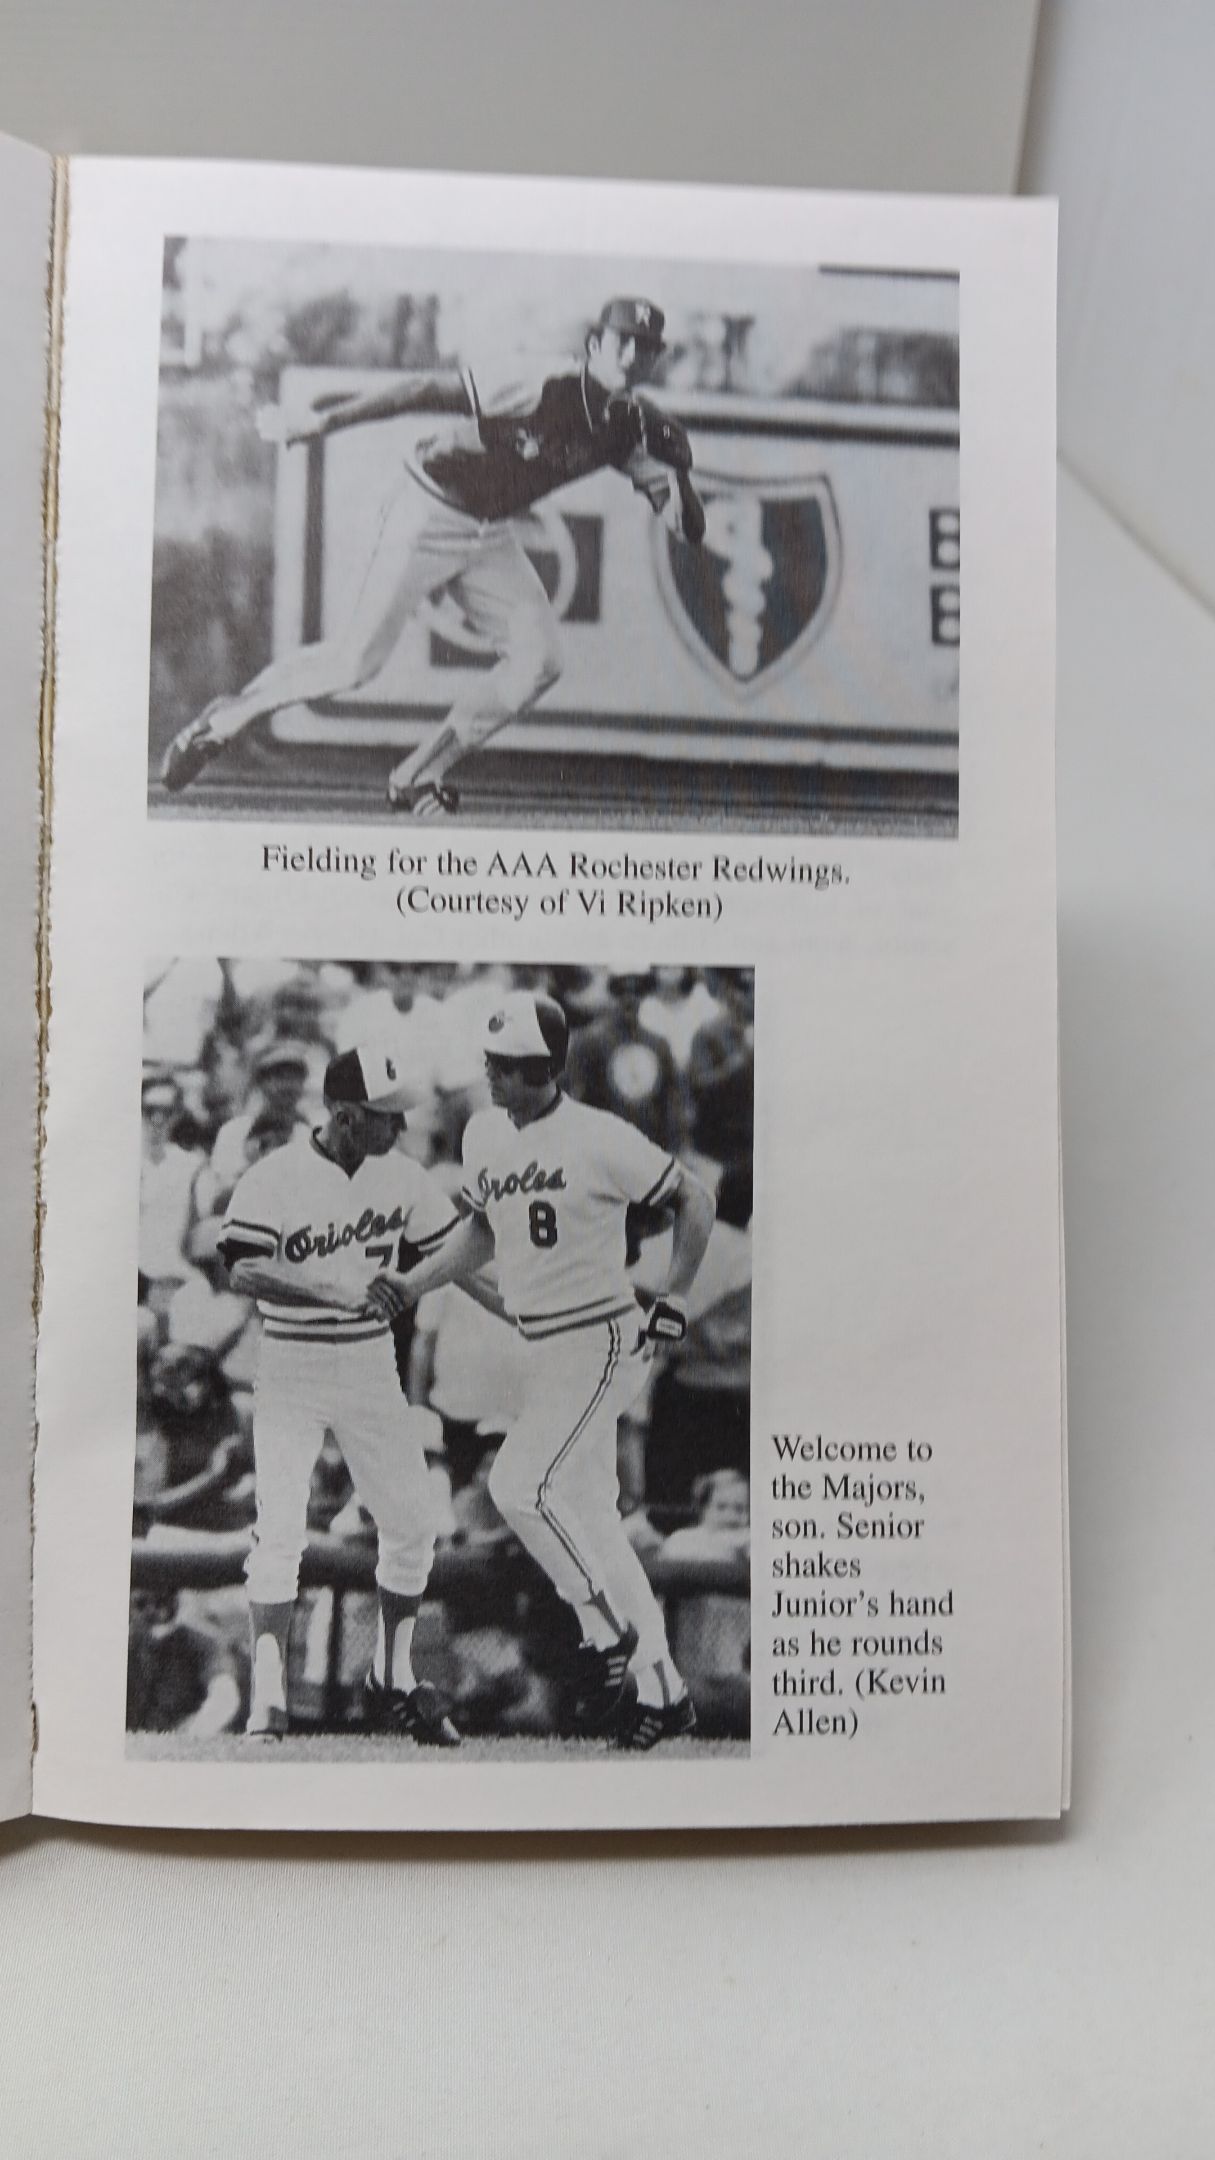 R
B
B
Fielding for the AAA Rochester Redwings.
(Courtesy of Vi Ripken)
Orioles
7
Orioles
8
Welcome to
the Majors,
son. Senior
shakes
Junior's hand
as he rounds
third. (Kevin
Allen)